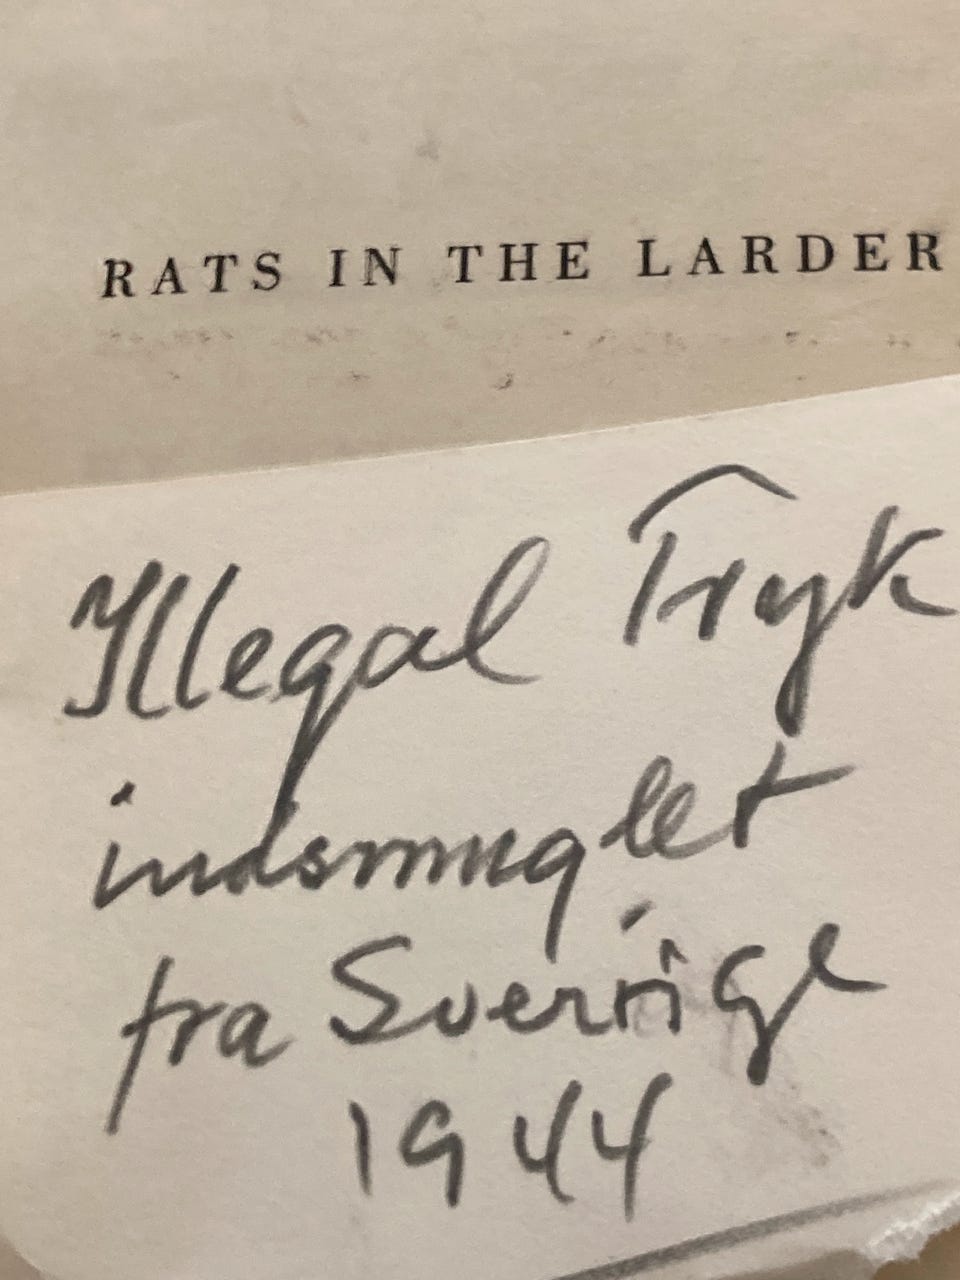 RATS IN THE LARDER
Illegal Tryk
indsmuglet
fra Sverige
1944